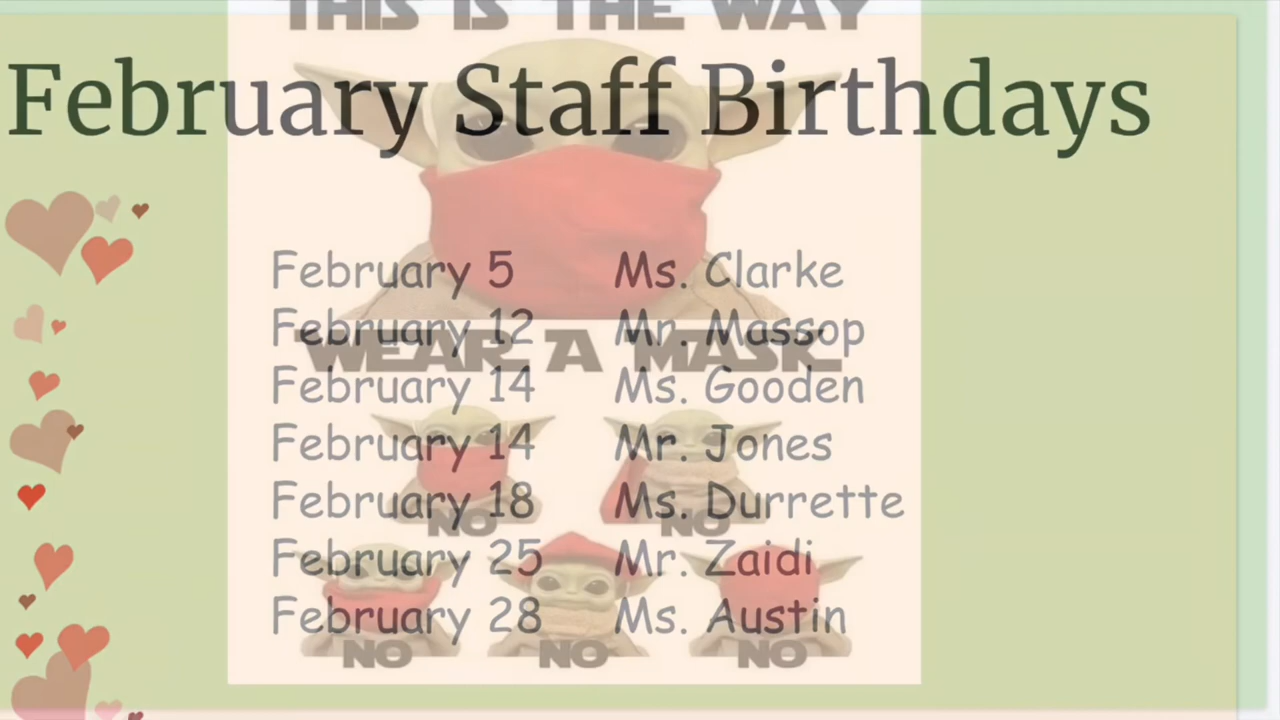 THIS IS THE WAY
February Staff Birthdays
February 5 Ms. Clarke
February 12 Mr. Massop
WEAR A MASK
February 14 Ms. Gooden
February 14 Mr. Jones
February 18 Ms. Durrette
NO NO
February 25 Mr. Zaidi
February 28 Ms. Austin
NO NO NO